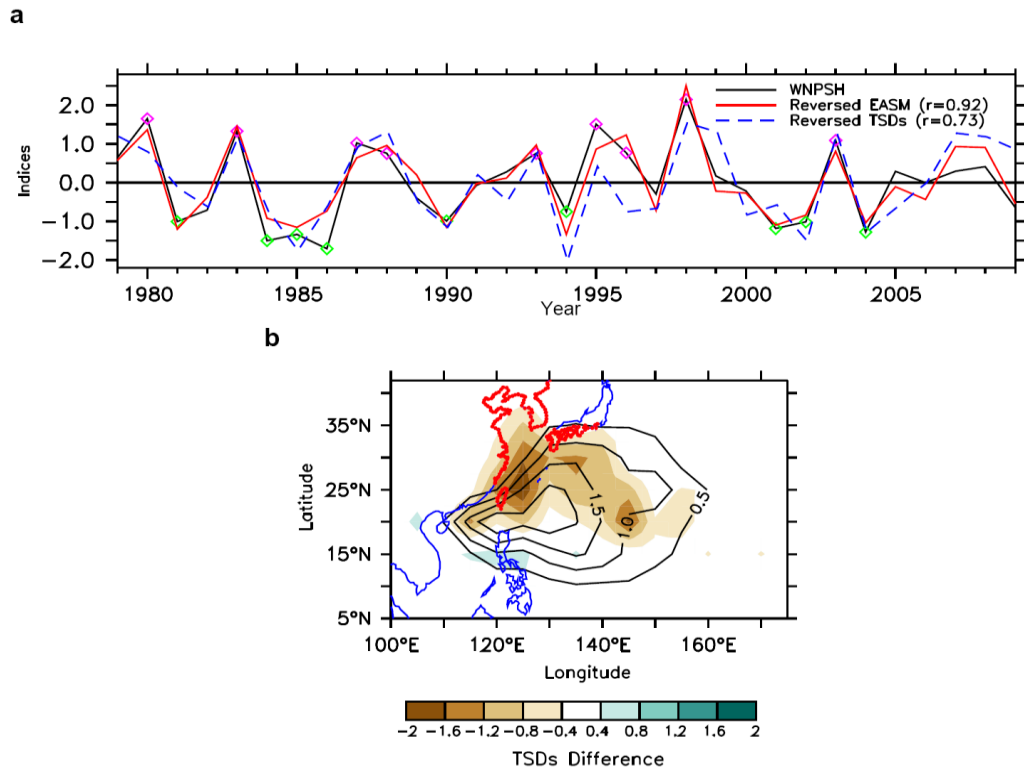 a
2.0
1.0
0.0
−1.0
−2.0
Indices
WNPSH
Reversed EASM (r=0.92)
Reversed TSDs (r=0.73)
1980 1985 1990 1995 2000 2005
Year
b
35°N
25°N
15°N
5°N
Latitude
1.5
1.0
0.5
100°E 120°E 140°E 160°E
Longitude
−2 −1.6 −1.2 −0.8 −0.4 0.4 0.8 1.2 1.6 2
TSDs Difference